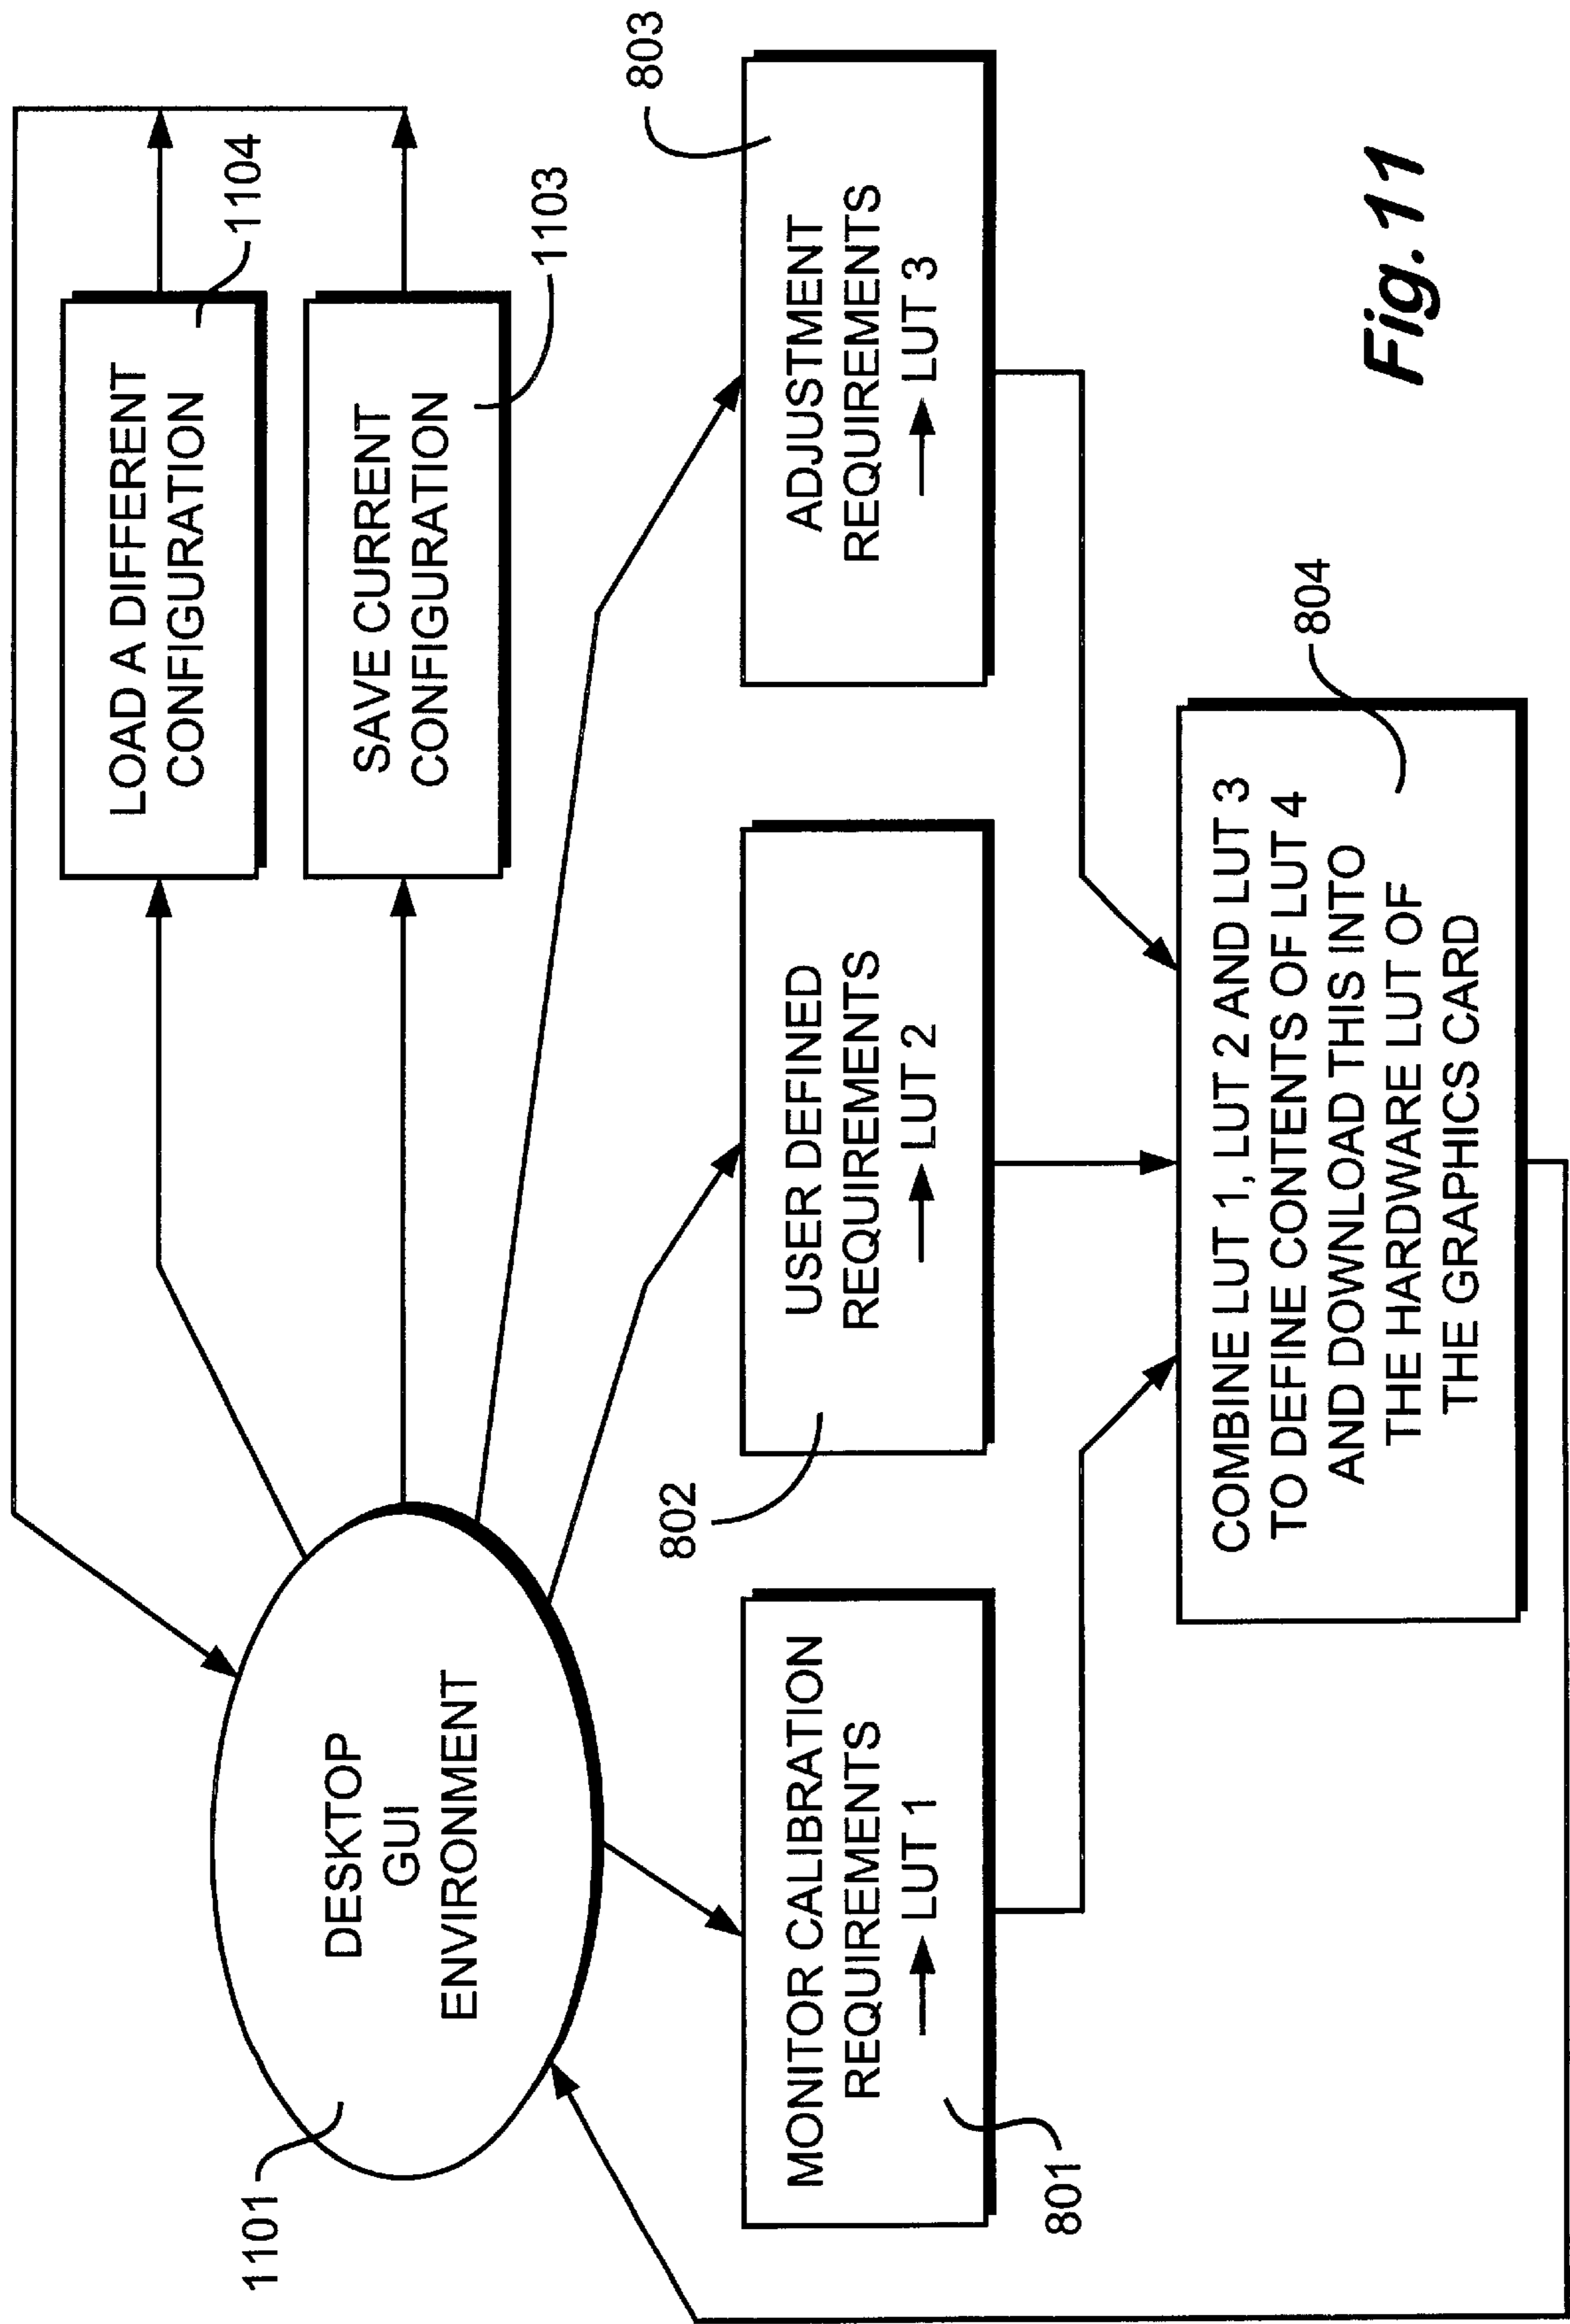 1101
DESKTOP
GUI
ENVIRONMENT
LOAD A DIFFERENT
CONFIGURATION
1104
SAVE CURRENT
CONFIGURATION
1103
MONITOR CALIBRATION
REQUIREMENTS
LUT 1
801
802
USER DEFINED
REQUIREMENTS
LUT 2
803
ADJUSTMENT
REQUIREMENTS
LUT 3
COMBINE LUT 1, LUT 2 AND LUT 3
TO DEFINE CONTENTS OF LUT 4
AND DOWNLOAD THIS INTO
THE HARDWARE LUT OF
THE GRAPHICS CARD
804
Fig.11